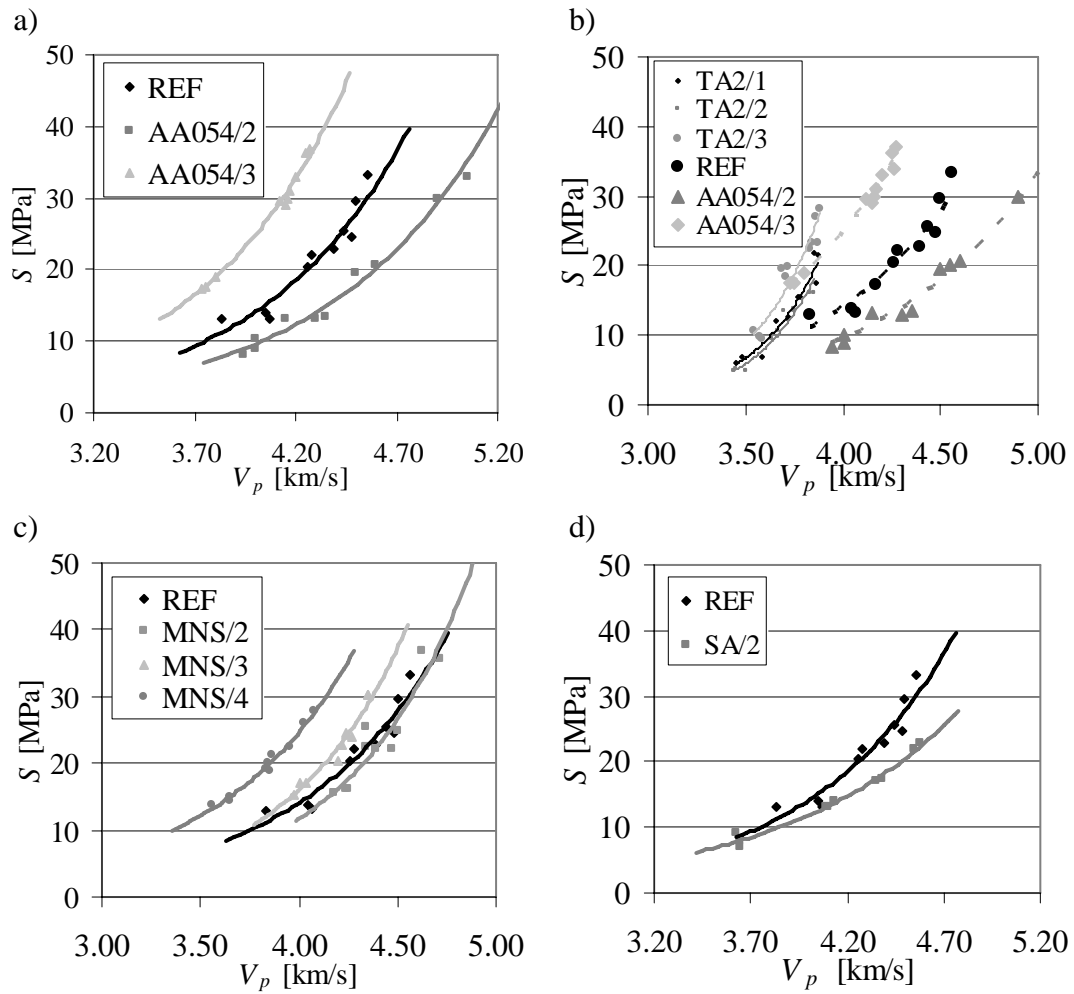 a)
50
40
30
20
10
0
S [MPa]
REF
AA054/2
AA054/3
3.20 3.70 4.20 4.70 5.20
V_p [km/s]
b)
50
40
30
20
10
0
S [MPa]
TA2/1
TA2/2
TA2/3
REF
AA054/2
AA054/3
3.00 3.50 4.00 4.50 5.00
V_p [km/s]
c)
50
40
30
20
10
0
S [MPa]
REF
MNS/2
MNS/3
MNS/4
3.00 3.50 4.00 4.50 5.00
V_p [km/s]
d)
50
40
30
20
10
0
S [MPa]
REF
SA/2
3.20 3.70 4.20 4.70 5.20
V_p [km/s]